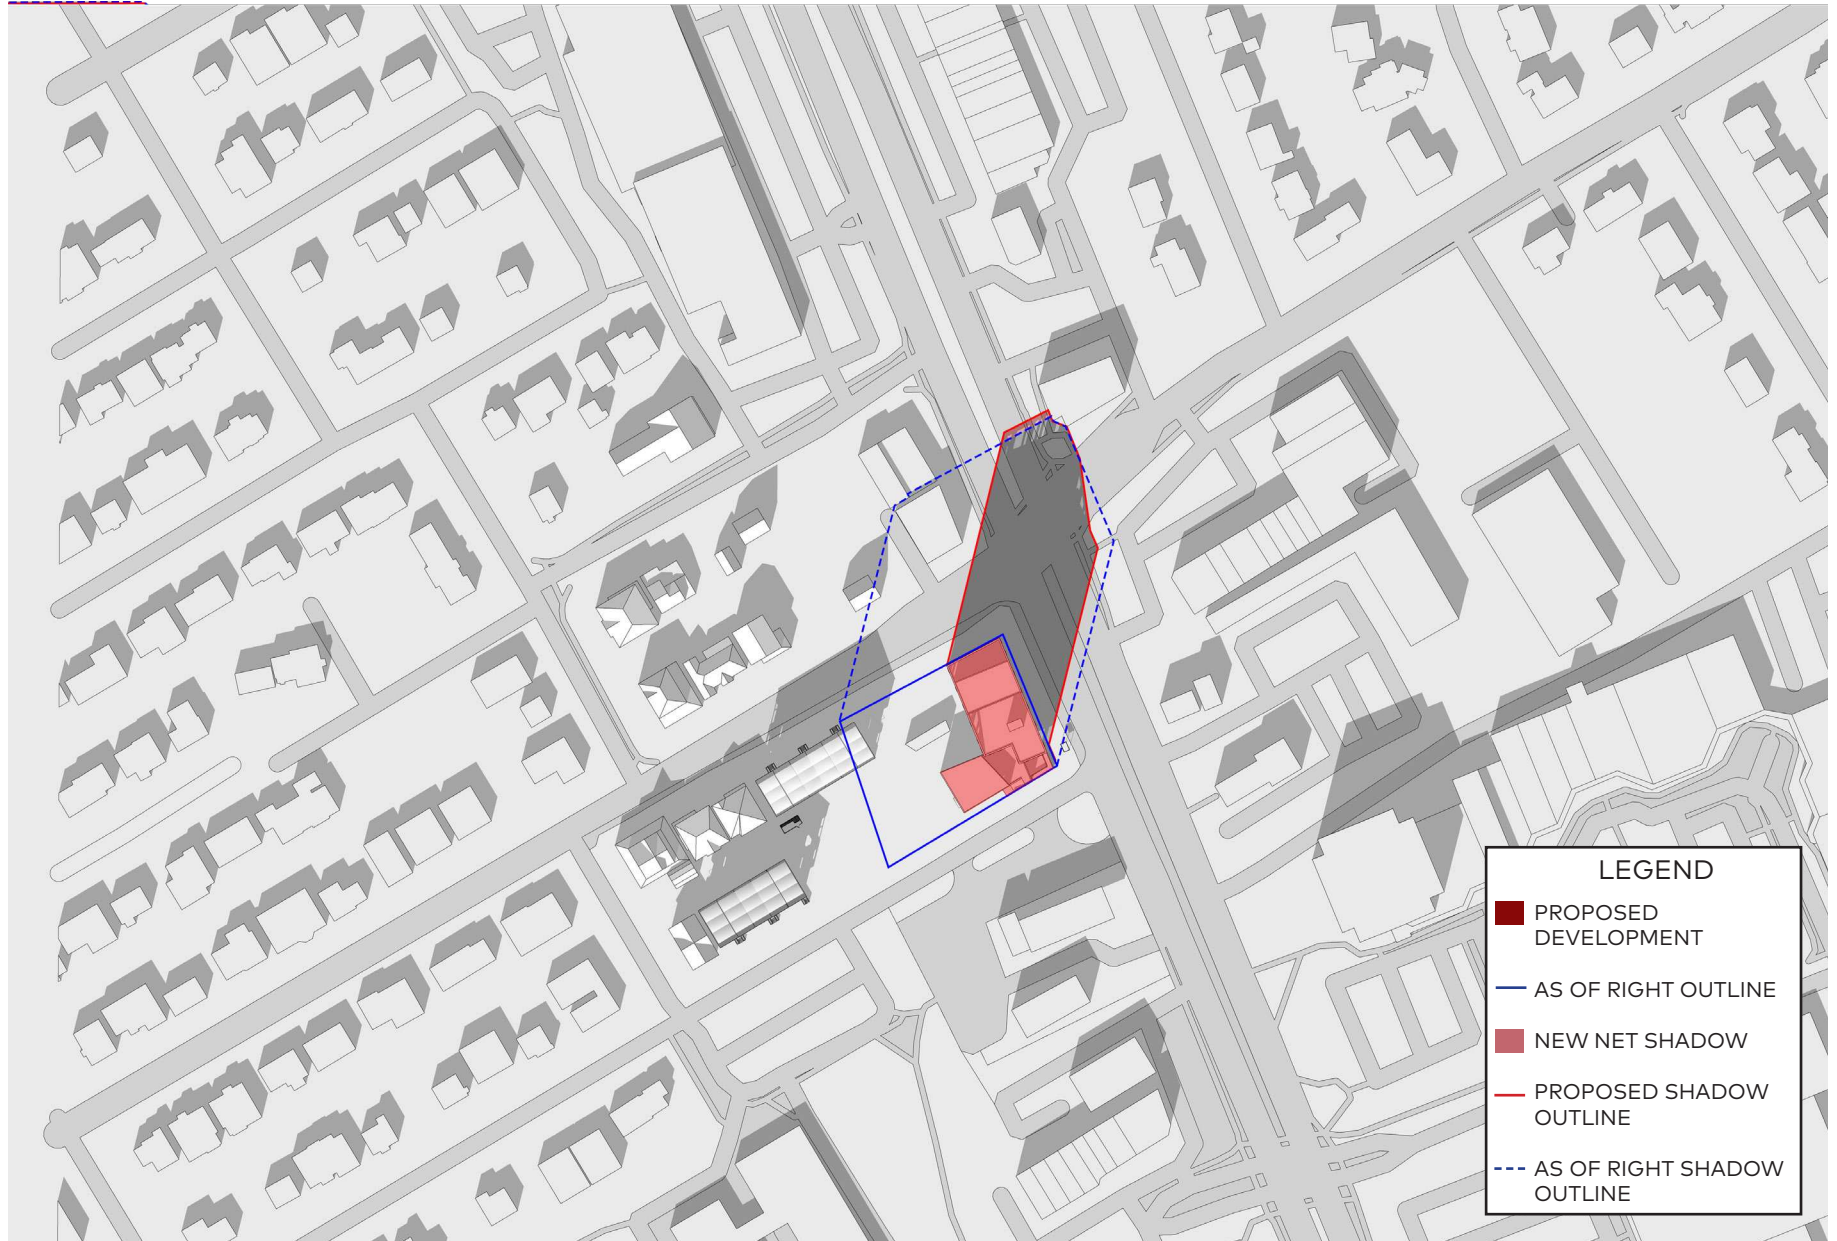 LEGEND
PROPOSED
DEVELOPMENT
AS OF RIGHT OUTLINE
NEW NET SHADOW
PROPOSED SHADOW
OUTLINE
AS OF RIGHT SHADOW
OUTLINE